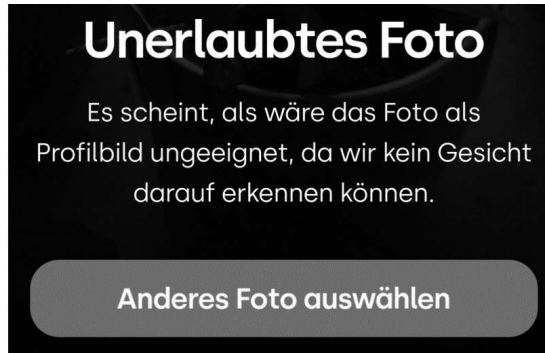 Unerlaubtes Foto
Es scheint, als wäre das Foto als
Profilbild ungeeignet, da wir kein Gesicht
darauf erkennen können.
Anderes Foto auswählen